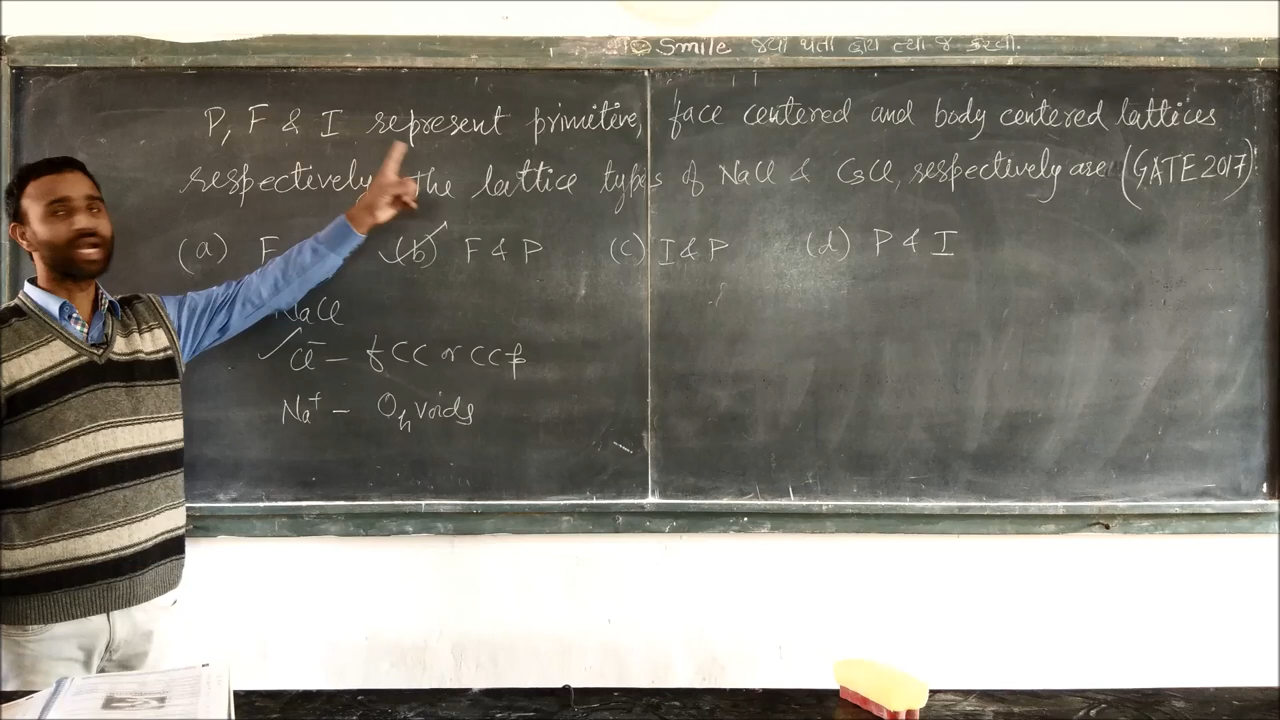 Smile જ્યાં થતાં હોય ત્યાં જ કરવી.
P, F & I represent primitive, face centered and body centered lattices
respectively, the lattice types of NaCl & CsCl, respectively are (GATE 2017):
(a) F (b) F & P (c) I & P (d) P & I
NaCl
Cl⁻ – fCC or CCp
Na⁺ – Oₕ voids